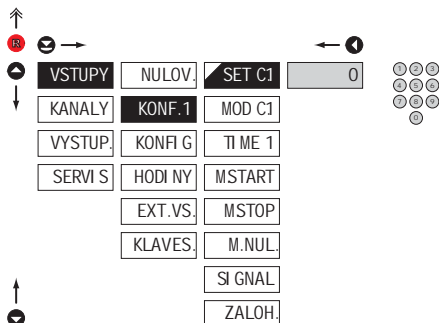 R
VSTUPY NULOV. SET C1 0 1 2 3
KANALY KONF.1 MOD C1 4 5 6
VYSTUP. KONFIG TIME 1 7 8 9
SERVIS HODINY MSTART 0
EXT.VS. MSTOP
KLAVES. M.NUL.
SIGNAL
ZALOH.